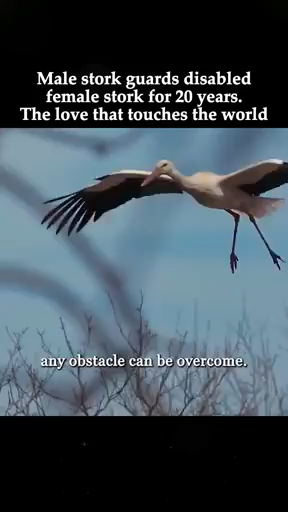 Male stork guards disabled
female stork for 20 years.
The love that touches the world
any obstacle can be overcome.